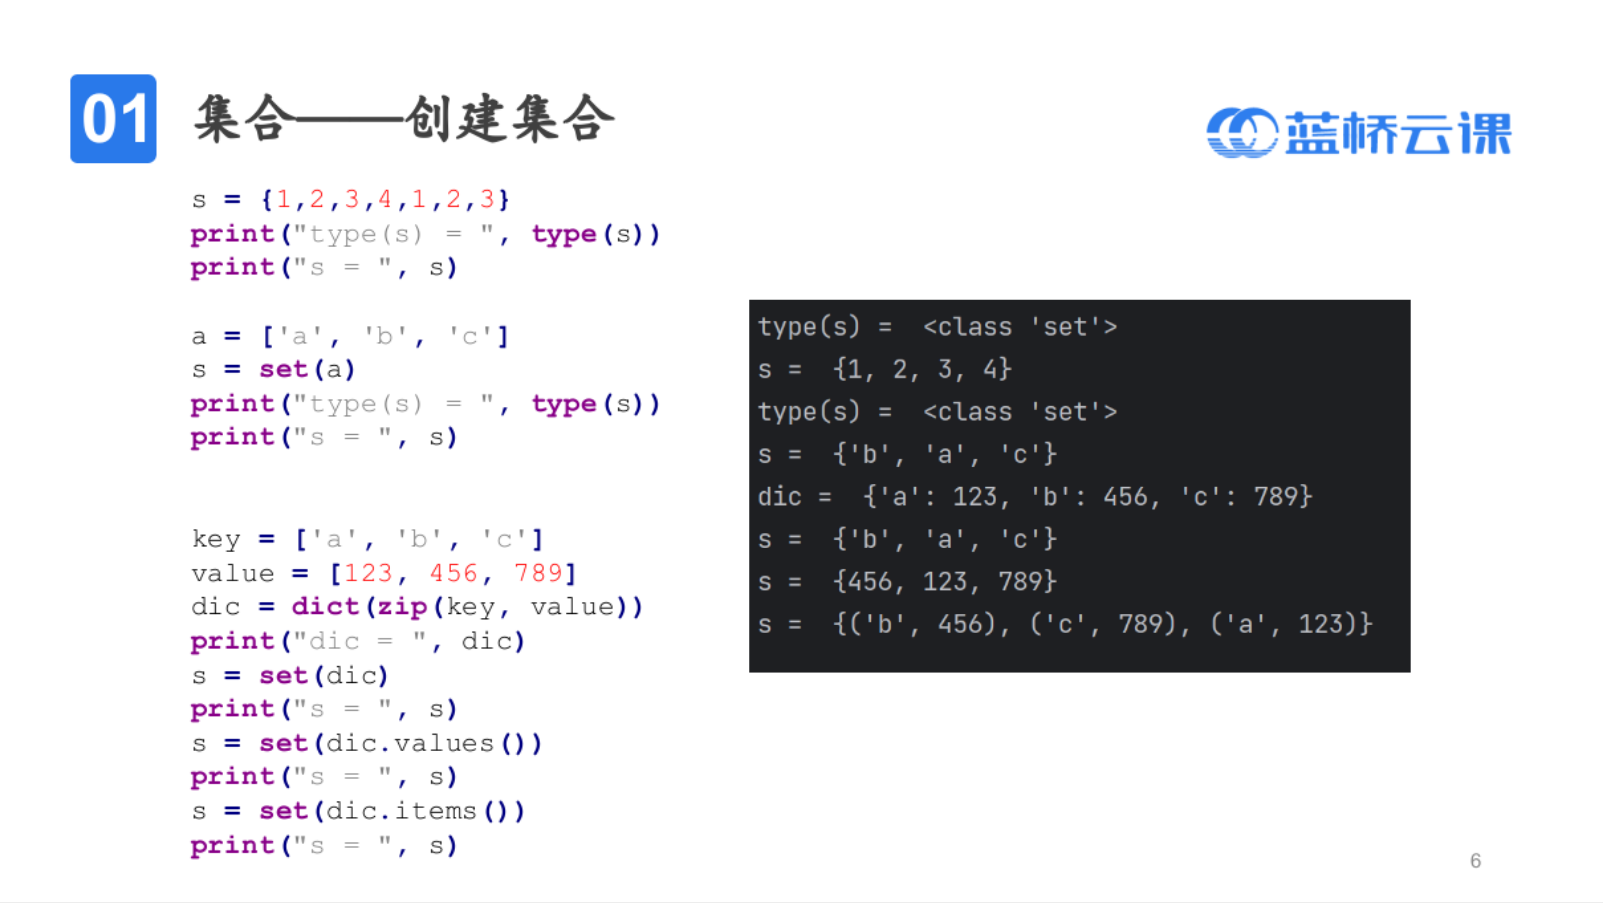 01 集合——创建集合
蓝桥云课
s = {1,2,3,4,1,2,3}
print("type(s) = ", type(s))
print("s = ", s)
a = ['a', 'b', 'c']
s = set(a)
print("type(s) = ", type(s))
print("s = ", s)
key = ['a', 'b', 'c']
value = [123, 456, 789]
dic = dict(zip(key, value))
print("dic = ", dic)
s = set(dic)
print("s = ", s)
s = set(dic.values())
print("s = ", s)
s = set(dic.items())
print("s = ", s)
type(s) =  <class 'set'>
s =  {1, 2, 3, 4}
type(s) =  <class 'set'>
s =  {'b', 'a', 'c'}
dic =  {'a': 123, 'b': 456, 'c': 789}
s =  {'b', 'a', 'c'}
s =  {456, 123, 789}
s =  {('b', 456), ('c', 789), ('a', 123)}
6